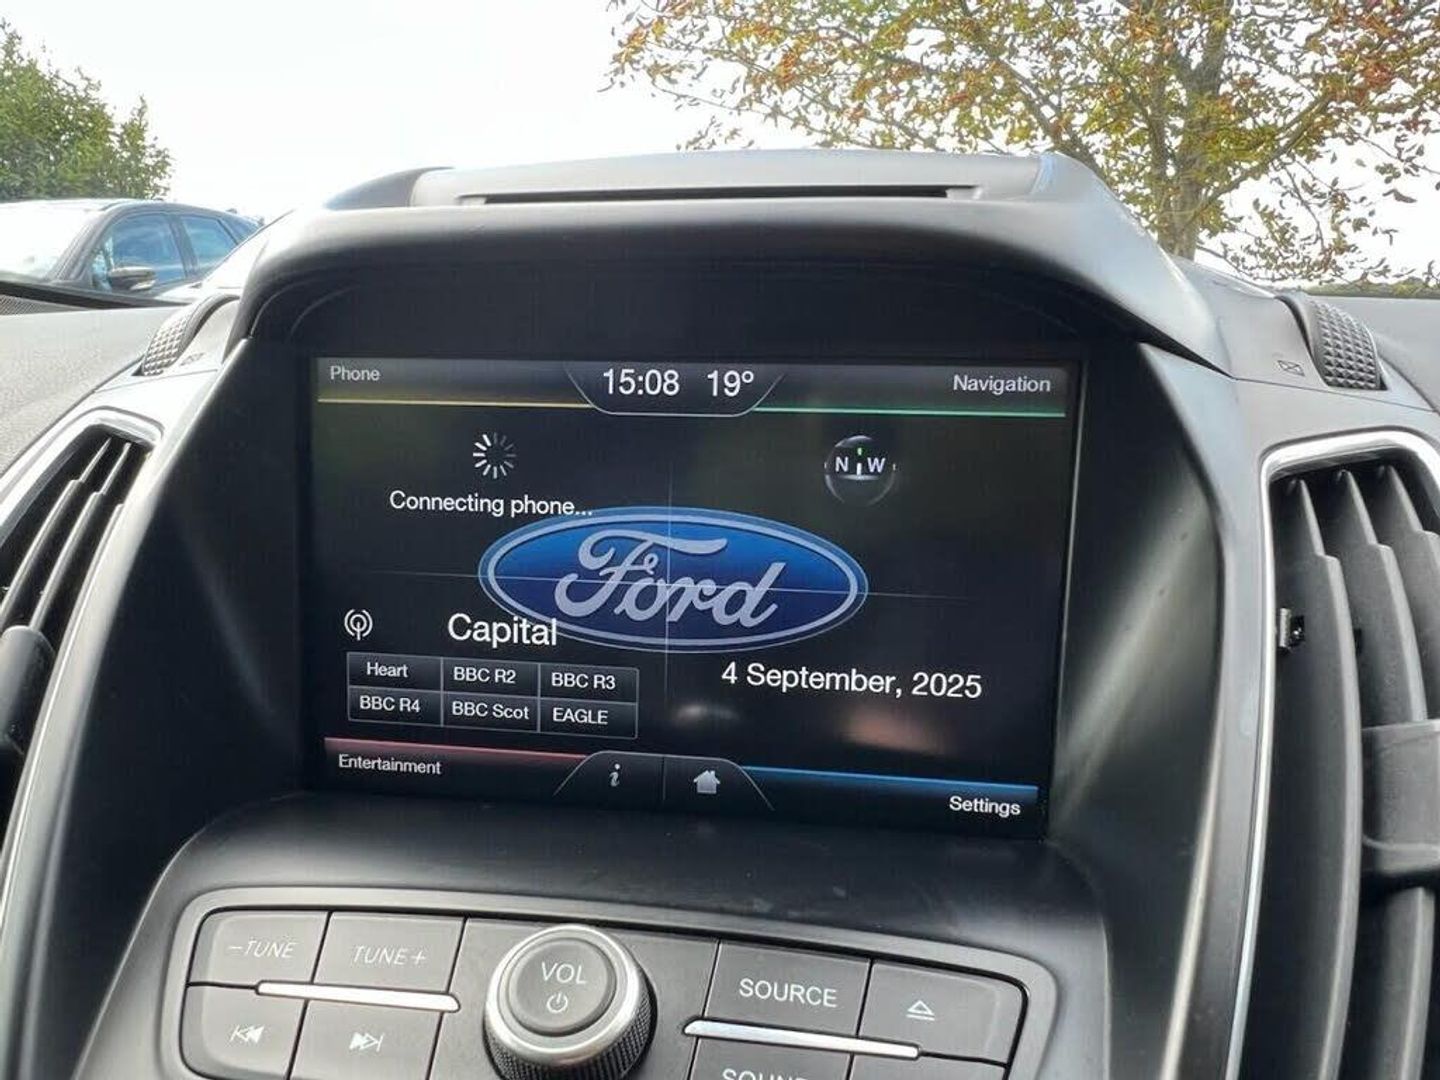 Phone
15:08 19°
Navigation
N W
Connecting phone...
Ford
Capital
Heart
BBC R2
BBC R3
BBC R4
BBC Scot
EAGLE
4 September, 2025
Entertainment
i
Settings
–TUNE
TUNE+
VOL
SOURCE